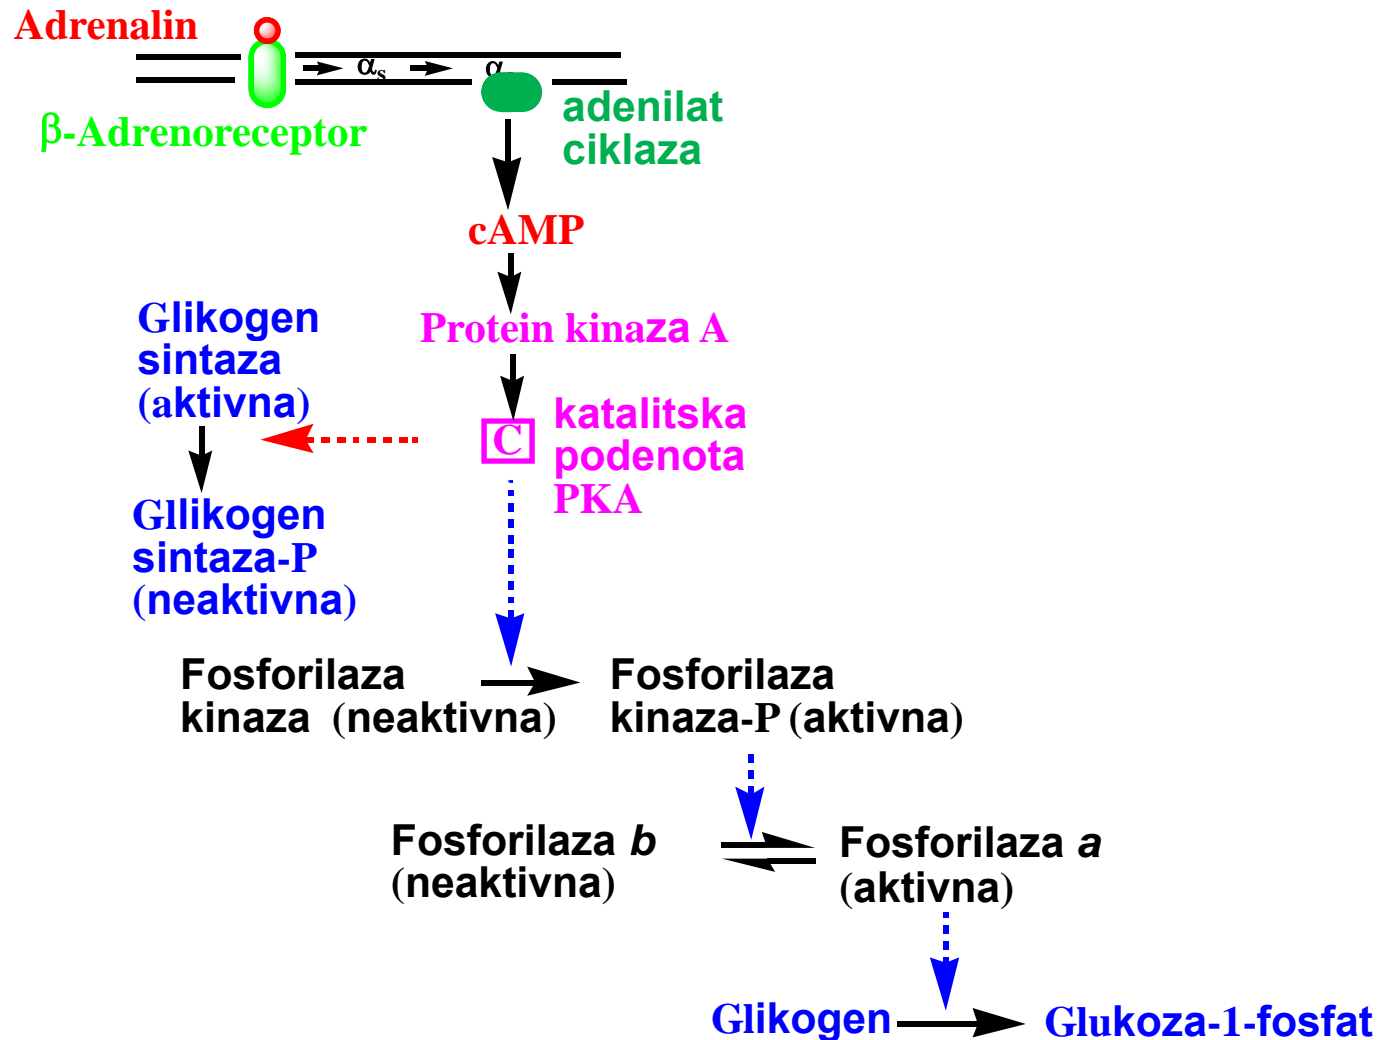 Adrenalin
αs
α
β-Adrenoreceptor
adenilat
ciklaza
cAMP
Protein kinaza A
Glikogen
sintaza
(aktivna)
C
katalitska
podenota
PKA
Gllikogen
sintaza-P
(neaktivna)
Fosforilaza
kinaza (neaktivna)
Fosforilaza
kinaza-P (aktivna)
Fosforilaza b
(neaktivna)
Fosforilaza a
(aktivna)
Glikogen
Glukoza-1-fosfat